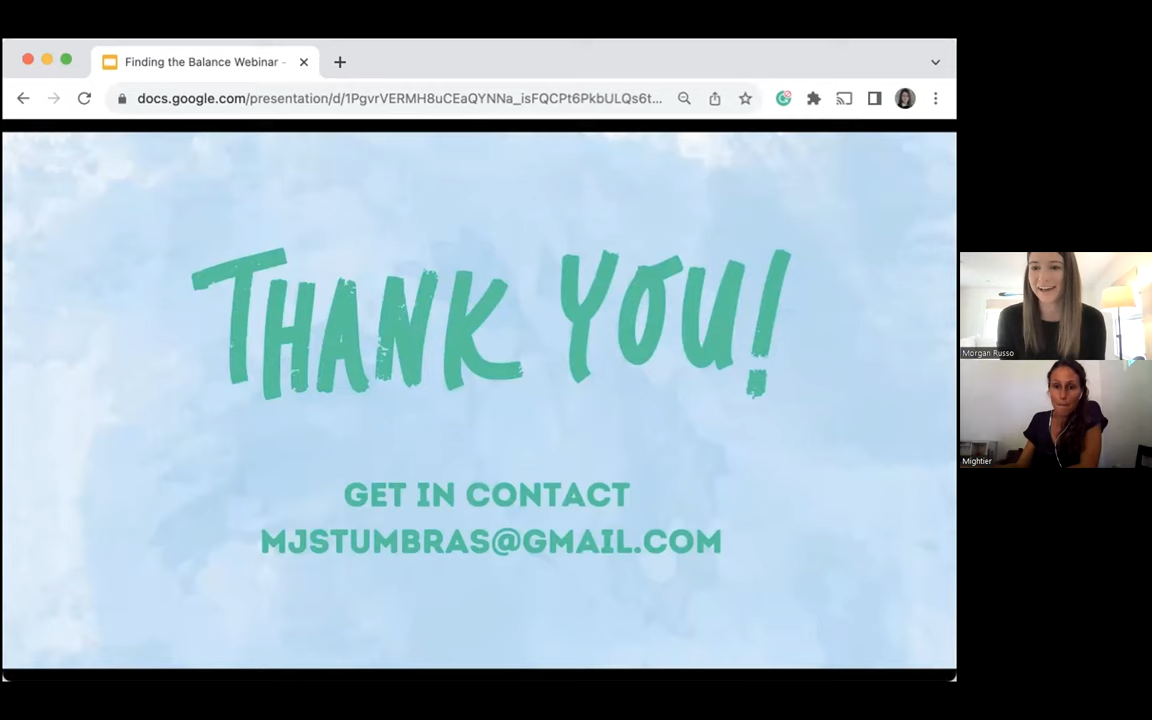 Finding the Balance Webinar -
docs.google.com/presentation/d/1PgvrVERMH8uCEaQYNNa_isFQCPt6PkbULQs6t...
THANK YOU!
GET IN CONTACT
MJSTUMBRAS@GMAIL.COM
Morgan Russo
Mightier